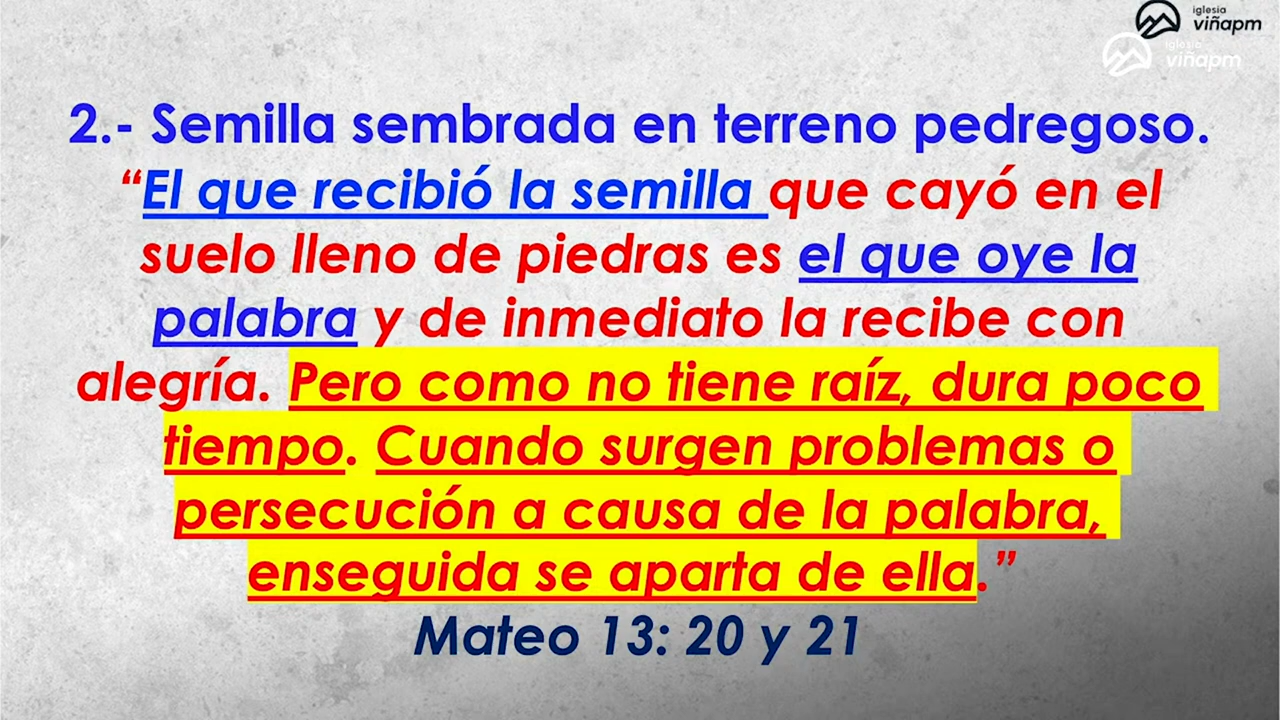 iglesia
viñapm
iglesia
viñapm
2.- Semilla sembrada en terreno pedregoso.
“El que recibió la semilla que cayó en el
suelo lleno de piedras es el que oye la
palabra y de inmediato la recibe con
alegría. Pero como no tiene raíz, dura poco
tiempo. Cuando surgen problemas o
persecución a causa de la palabra,
enseguida se aparta de ella.”
Mateo 13: 20 y 21